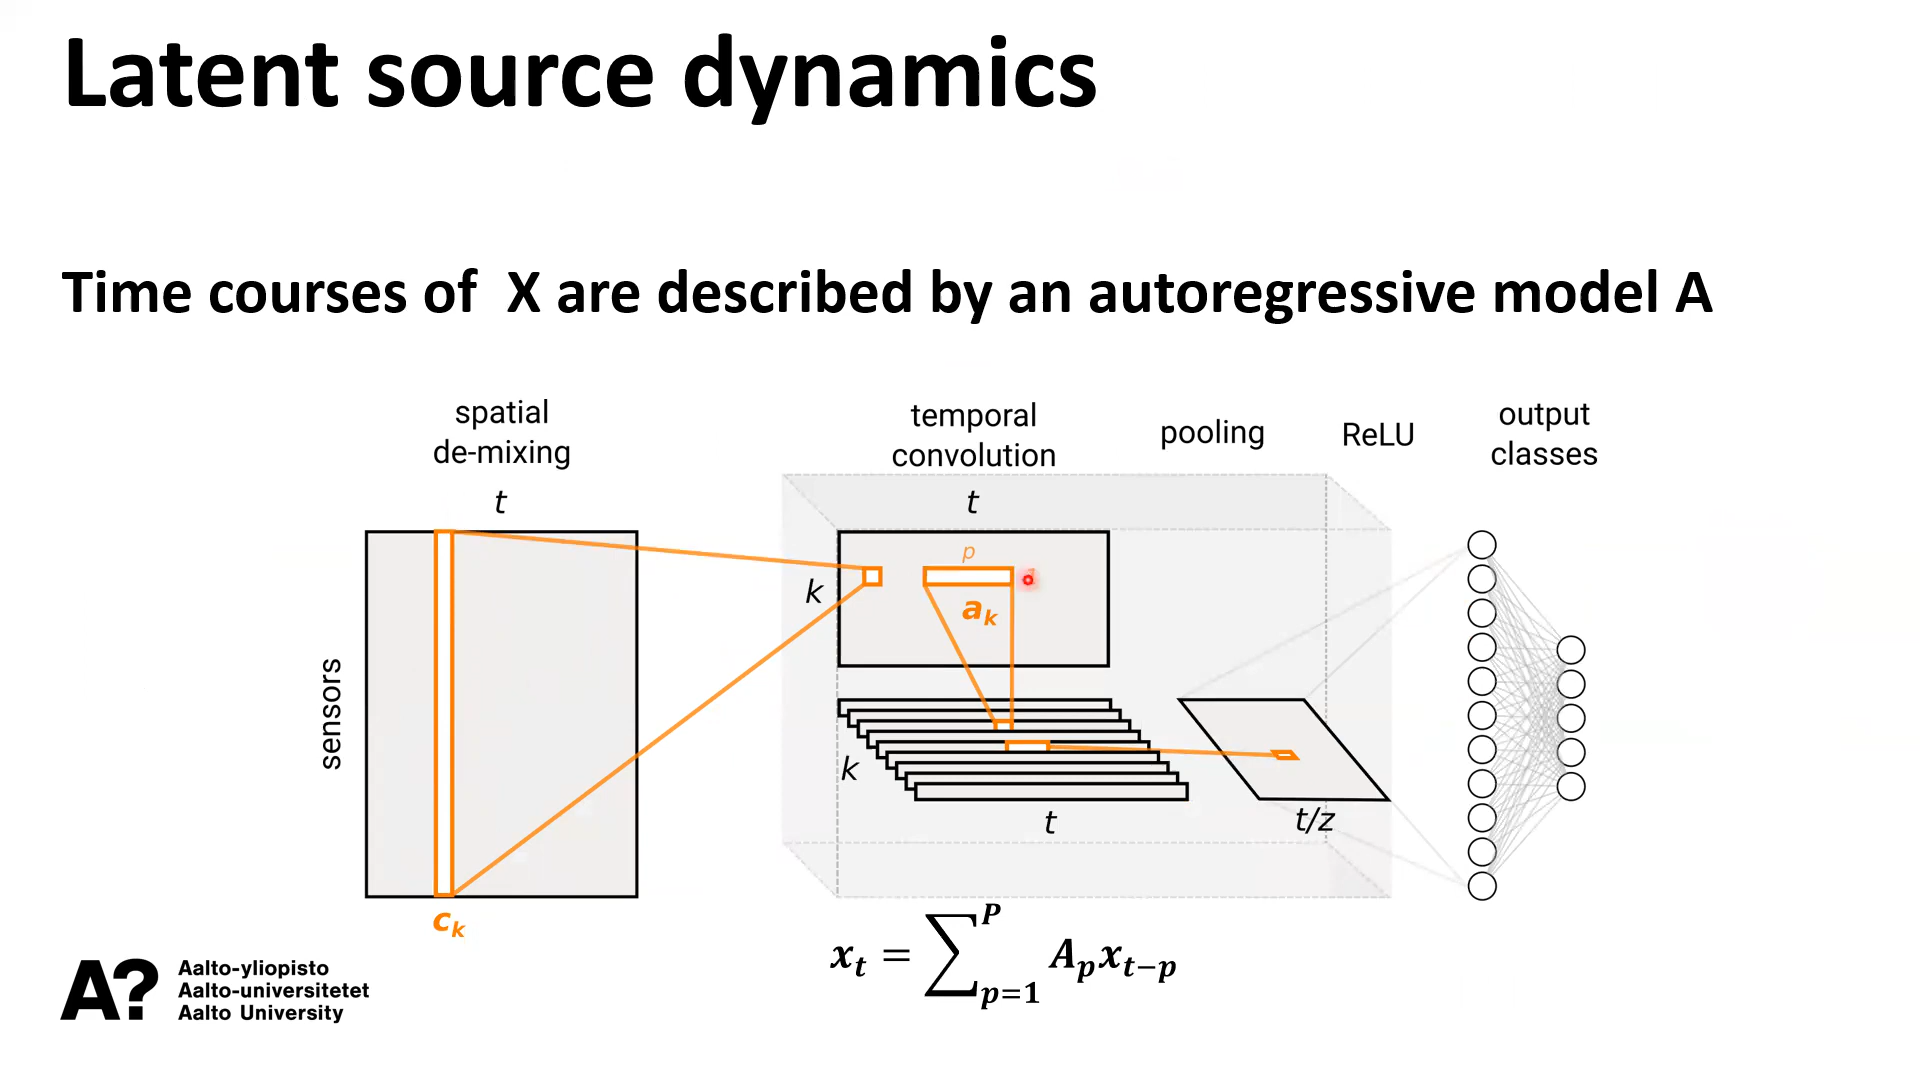 Latent source dynamics
Time courses of X are described by an autoregressive model A
spatial
de-mixing
temporal
convolution
pooling
ReLU
output
classes
t
t
p
k
a_k
sensors
k
t
t/z
c_k
x_t = ∑_{p=1}^{P} A_p x_{t-p}
A?
Aalto-yliopisto
Aalto-universitetet
Aalto University